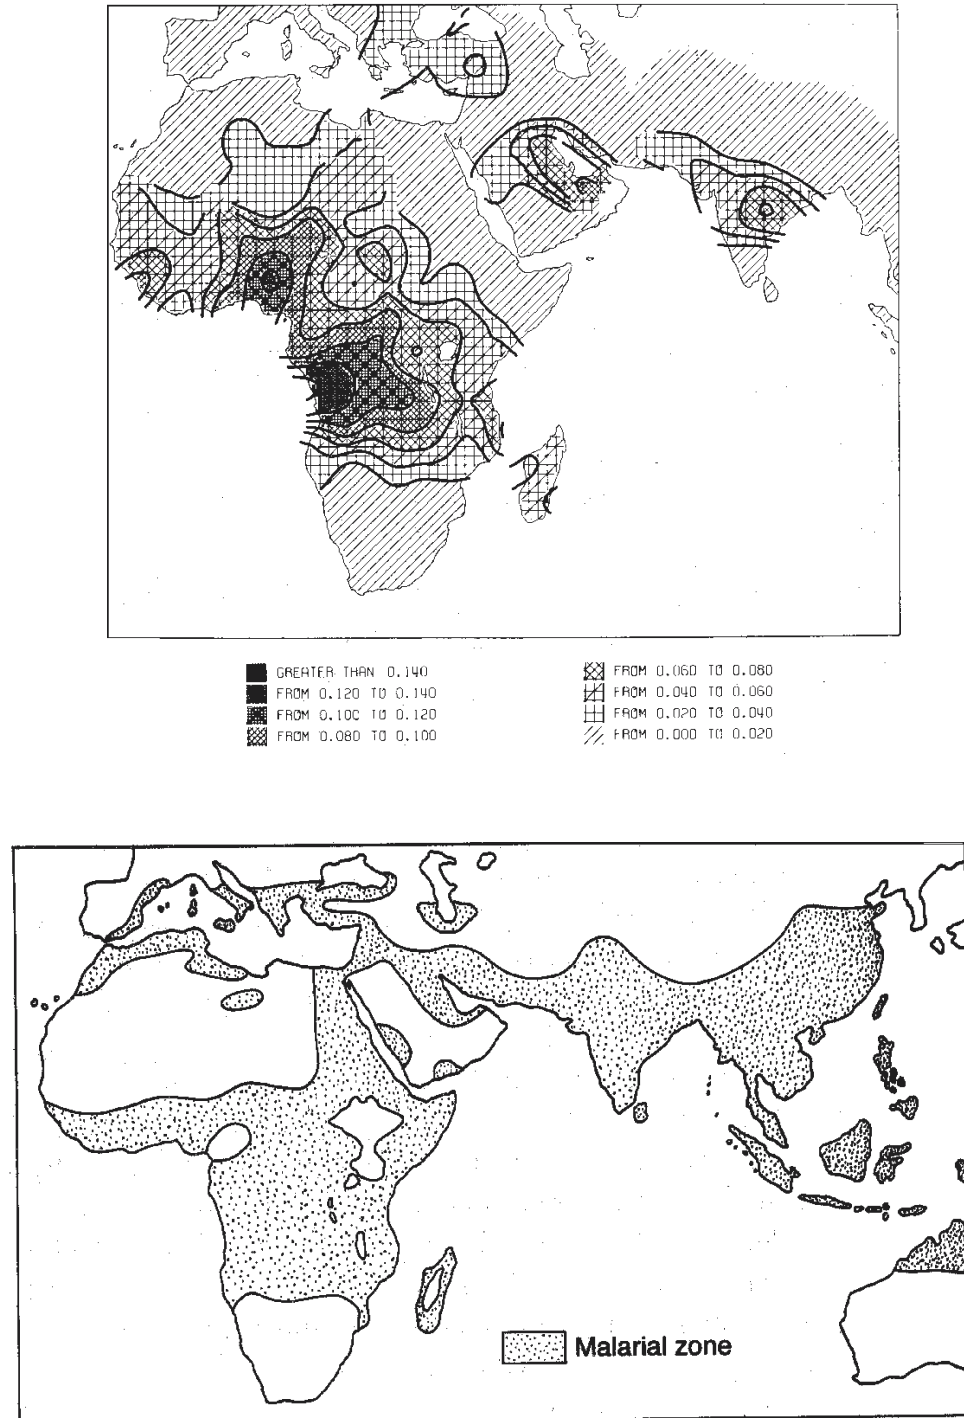 GREATER THAN 0.140
FROM 0.120 TO 0.140
FROM 0.100 TO 0.120
FROM 0.080 TO 0.100
FROM 0.060 TO 0.080
FROM 0.040 TO 0.060
FROM 0.020 TO 0.040
FROM 0.000 TO 0.020
Malarial zone